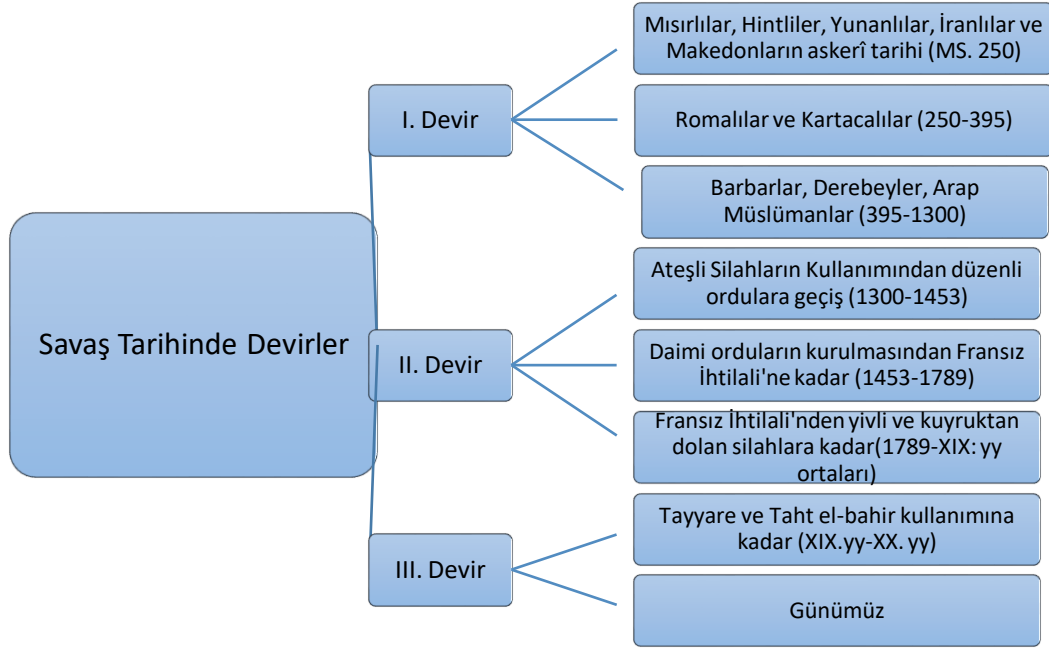 Savaş Tarihinde Devirler
I. Devir
Mısırlılar, Hintliler, Yunanlılar, İranlılar ve
Makedonların askerî tarihi (MS. 250)
Romalılar ve Kartacalılar (250-395)
Barbarlar, Derebeyler, Arap
Müslümanlar (395-1300)
II. Devir
Ateşli Silahların Kullanımından düzenli
ordulara geçiş (1300-1453)
Daimi orduların kurulmasından Fransız
İhtilali'ne kadar (1453-1789)
Fransız İhtilali'nden yivli ve kuyruktan
dolan silahlara kadar(1789-XIX: yy
ortaları)
III. Devir
Tayyare ve Taht el-bahir kullanımına
kadar (XIX.yy-XX. yy)
Günümüz